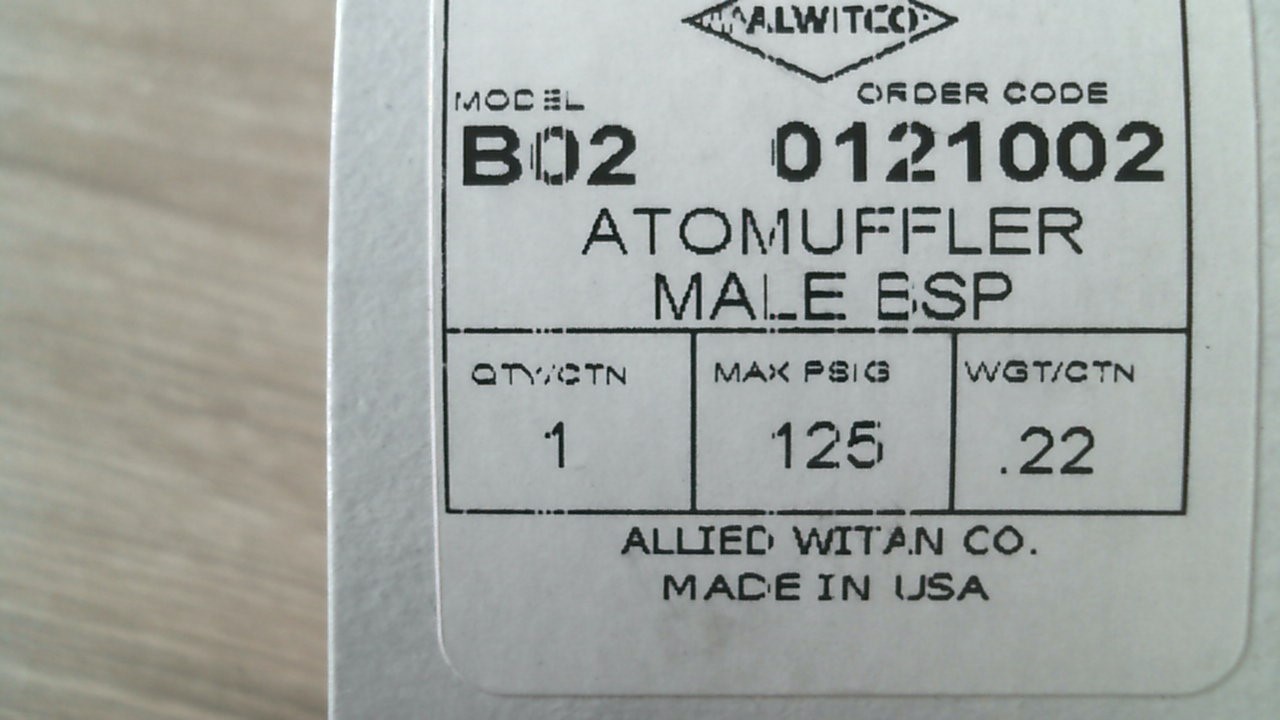 ALWITCO
MODEL ORDER CODE
B02 0121002
ATOMUFFLER
MALE BSP
QTY/CTN MAX PSIG WGT/CTN
1 125 .22
ALLIED WITAN CO.
MADE IN USA